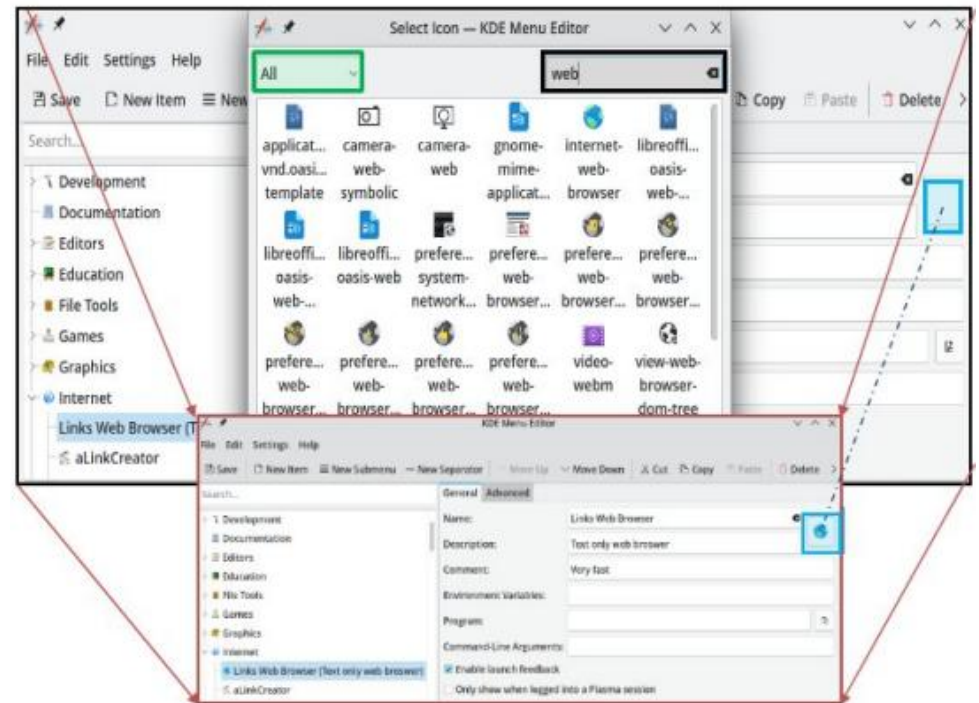 Select Icon — KDE Menu Editor
File Edit Settings Help
All
web
Save New Item New
Copy Paste Delete
Search...
Development
Documentation
Editors
Education
File Tools
Games
Graphics
Internet
Links Web Browser (T
aLinkCreator
applicat... camera- camera- gnome- internet- libreoffi...
vnd.oasi... web- web mime- web- oasis-
template symbolic applicat... browser web-...
libreoffi... libreoffi... prefere... prefere... prefere... prefere...
oasis- oasis-web system- web- web- web-
web-... network... browser... browser... browser...
prefere... prefere... prefere... prefere... video- view-web-
web- web- web- web- webm browser-
browser... browser... browser... browser... dom-tree
KDE Menu Editor
File Edit Settings Help
Save New Item New Submenu New Separator Move Up Move Down Cut Copy Paste Delete
Search...
Development
Documentation
Editors
Education
Games
Graphics
Internet
Links Web Browser (Text only web broswer)
aLinkCreator
General Advanced
Name: Links Web Browser
Description: Text only web broswer
Comment: Very fast
Environment Variables:
Program:
Command-Line Arguments:
Enable launch feedback
Only show when logged into a Plasma session